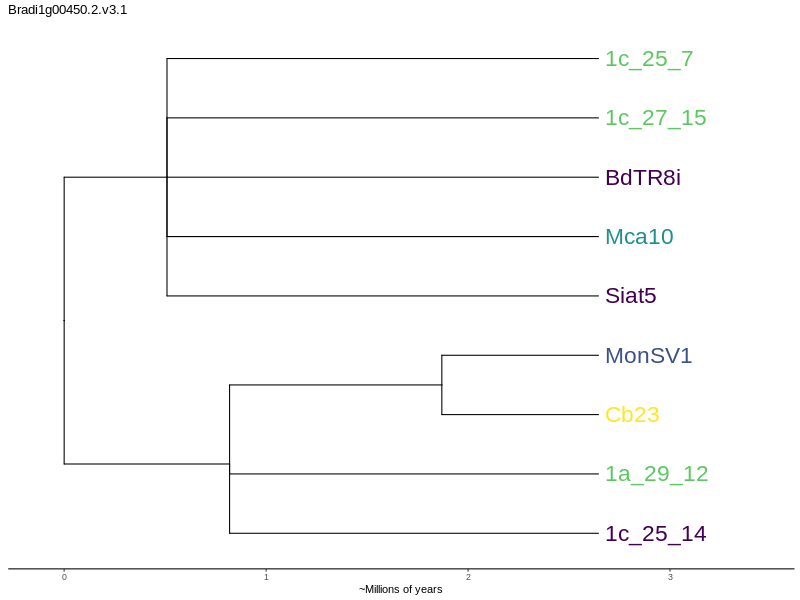 Bradi1g00450.2.v3.1
1c_25_7
1c_27_15
BdTR8i
Mca10
Siat5
MonSV1
Cb23
1a_29_12
1c_25_14
0 1 2 3
~Millions of years